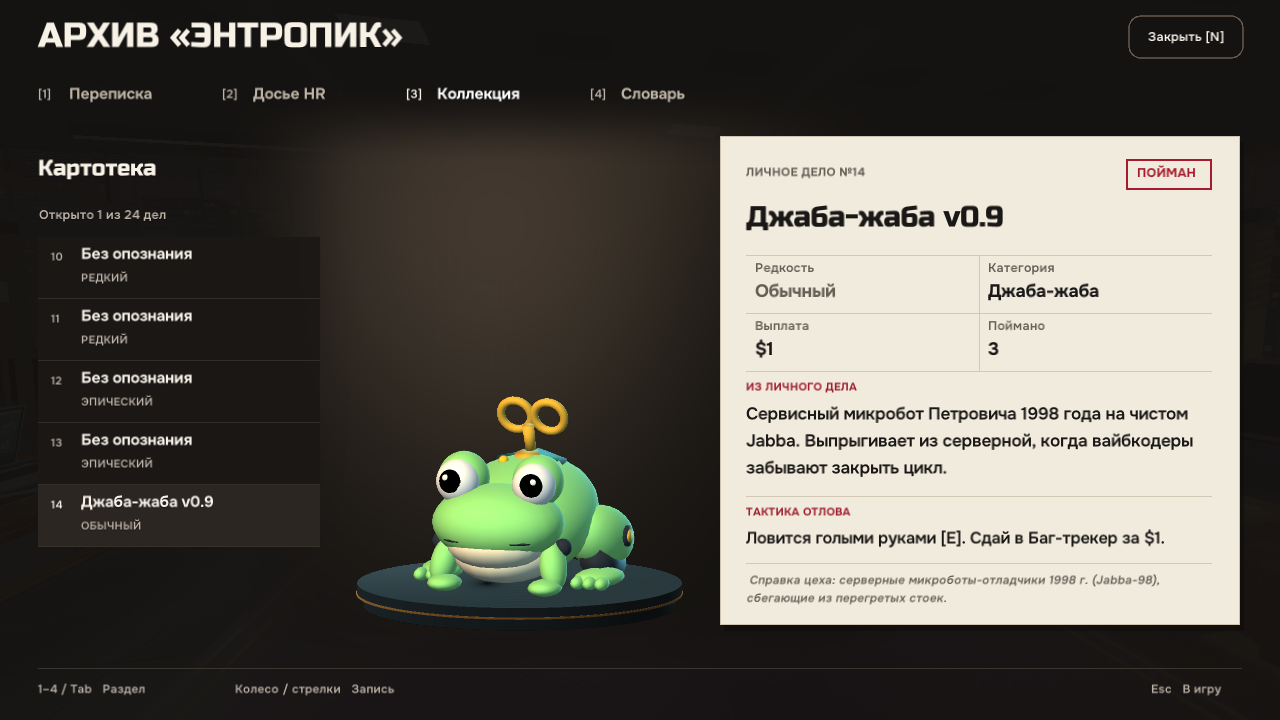 АРХИВ «ЭНТРОПИК»
Закрыть [N]
[1] Переписка
[2] Досье HR
[3] Коллекция
[4] Словарь
Картотека
Открыто 1 из 24 дел
10 Без опознания
РЕДКИЙ
11 Без опознания
РЕДКИЙ
12 Без опознания
ЭПИЧЕСКИЙ
13 Без опознания
ЭПИЧЕСКИЙ
14 Джаба-жаба v0.9
ОБЫЧНЫЙ
ЛИЧНОЕ ДЕЛО №14
ПОЙМАН
Джаба-жаба v0.9
Редкость
Обычный
Категория
Джаба-жаба
Выплата
$1
Поймано
3
ИЗ ЛИЧНОГО ДЕЛА
Сервисный микробот Петровича 1998 года на чистом
Jabba. Выпрыгивает из серверной, когда вайбкодеры
забывают закрыть цикл.
ТАКТИКА ОТЛОВА
Ловится голыми руками [E]. Сдай в Баг-трекер за $1.
Справка цеха: серверные микроботы-отладчики 1998 г. (Jabba-98),
сбегающие из перегретых стоек.
1–4 / Tab Раздел
Колесо / стрелки Запись
Esc В игру